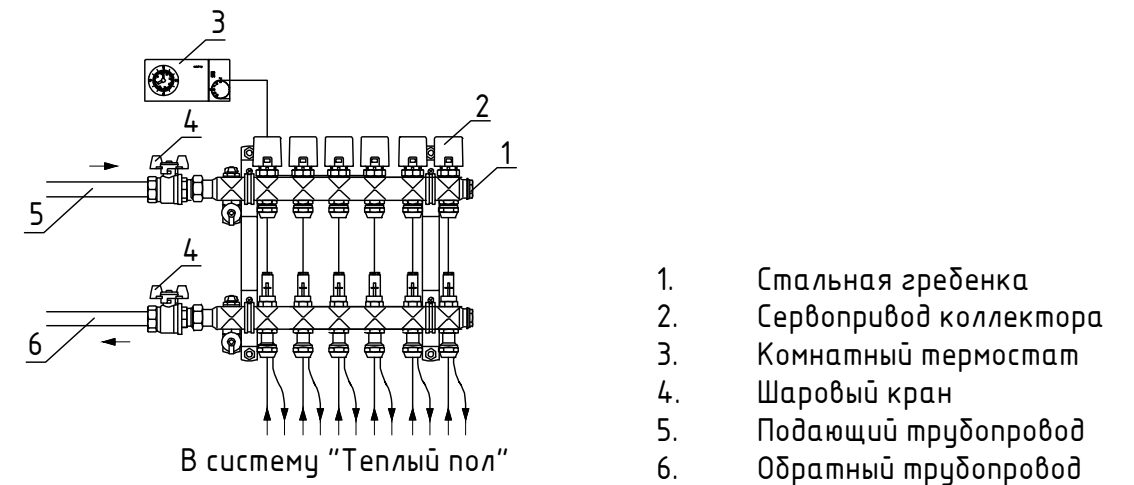 3
4
2
1
5
4
6
В систему "Теплый пол"
1. Стальная гребенка
2. Сервопривод коллектора
3. Комнатный термостат
4. Шаровый кран
5. Подающий трубопровод
6. Обратный трубопровод